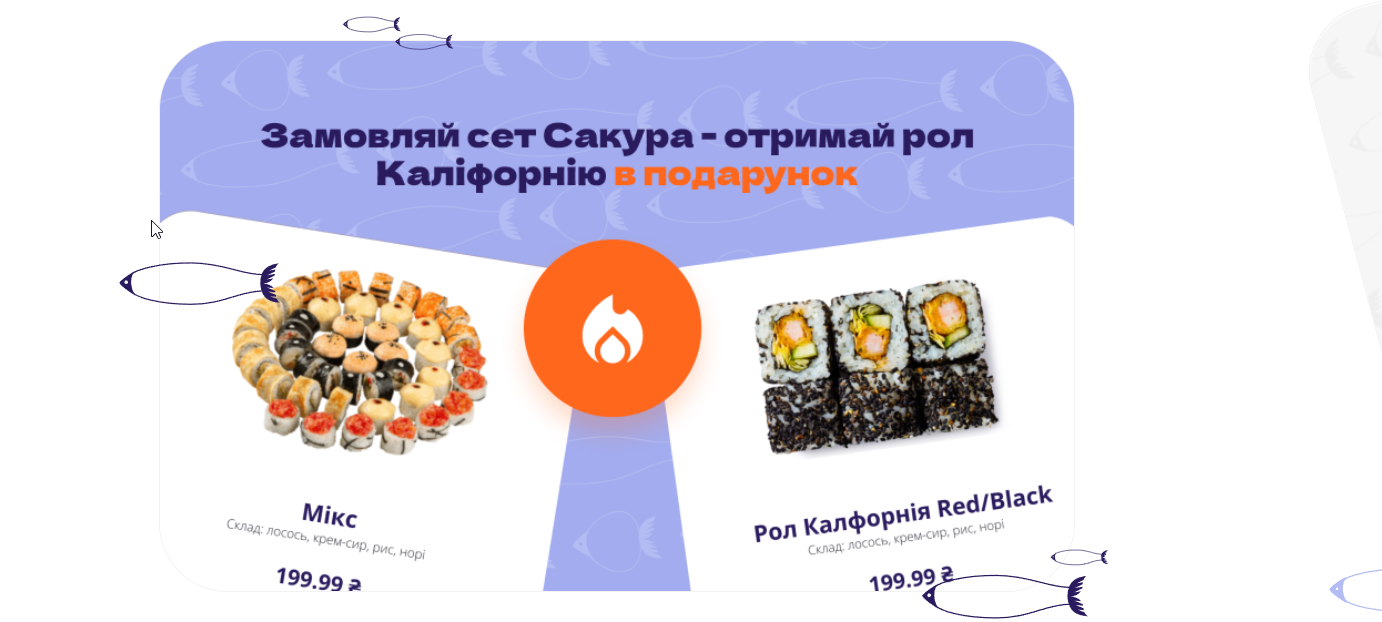 Замовляй сет Сакура - отримай рол
Каліфорнію в подарунок
Мікс
Склад: лосось, крем-сир, рис, норі
199.99 ₴
Рол Калфорнія Red/Black
Склад: лосось, крем-сир, рис, норі
199.99 ₴